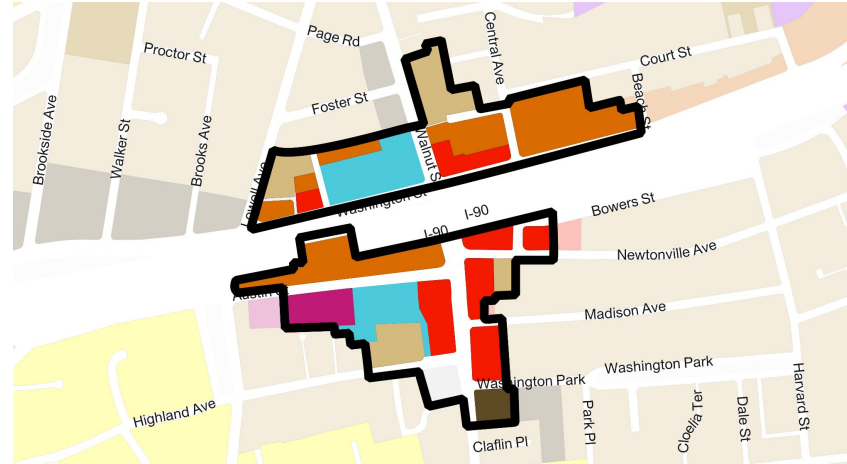 Central Ave
Page Rd
Proctor St
Court St
Beach St
Foster St
Brookside Ave
Walker St
Brooks Ave
Walnut S
Lowell Ave
Washington St
I-90
I-90
Bowers St
Newtonville Ave
Austin St
Madison Ave
Washington Park
Washington Park
Highland Ave
Harvard St
Park Pl
Cloelia Ter
Dale St
Claflin Pl